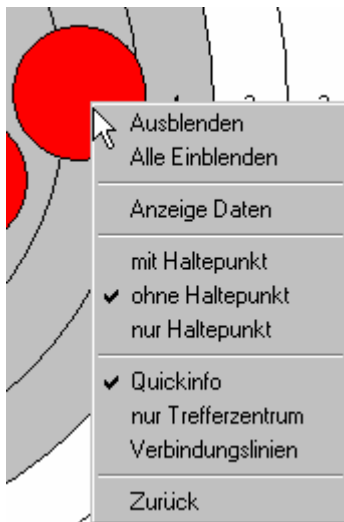 Ausblenden
Alle Einblenden
Anzeige Daten
mit Haltepunkt
ohne Haltepunkt
nur Haltepunkt
Quickinfo
nur Trefferzentrum
Verbindungslinien
Zurück